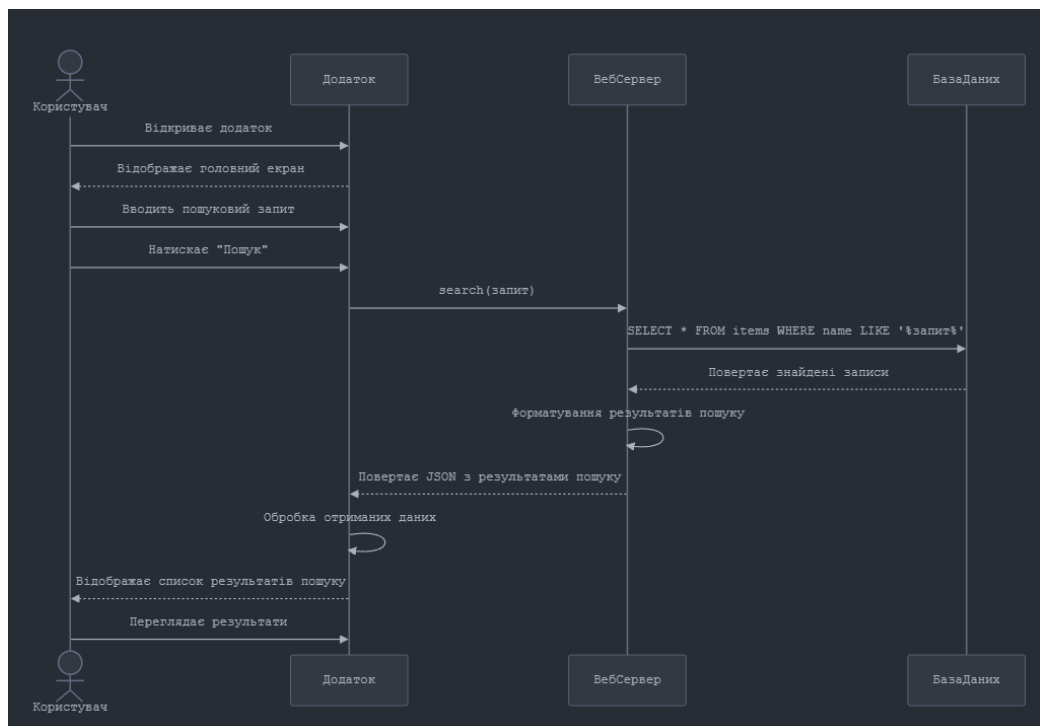 Користувач
Додаток
ВебСервер
БазаДаних
Відкриває додаток
Відображає головний екран
Вводить пошуковий запит
Натискає "Пошук"
search(запит)
SELECT * FROM items WHERE name LIKE '%запит%'
Повертає знайдені записи
Форматування результатів пошуку
Повертає JSON з результатами пошуку
Обробка отриманих даних
Відображає список результатів пошуку
Переглядає результати
Користувач
Додаток
ВебСервер
БазаДаних